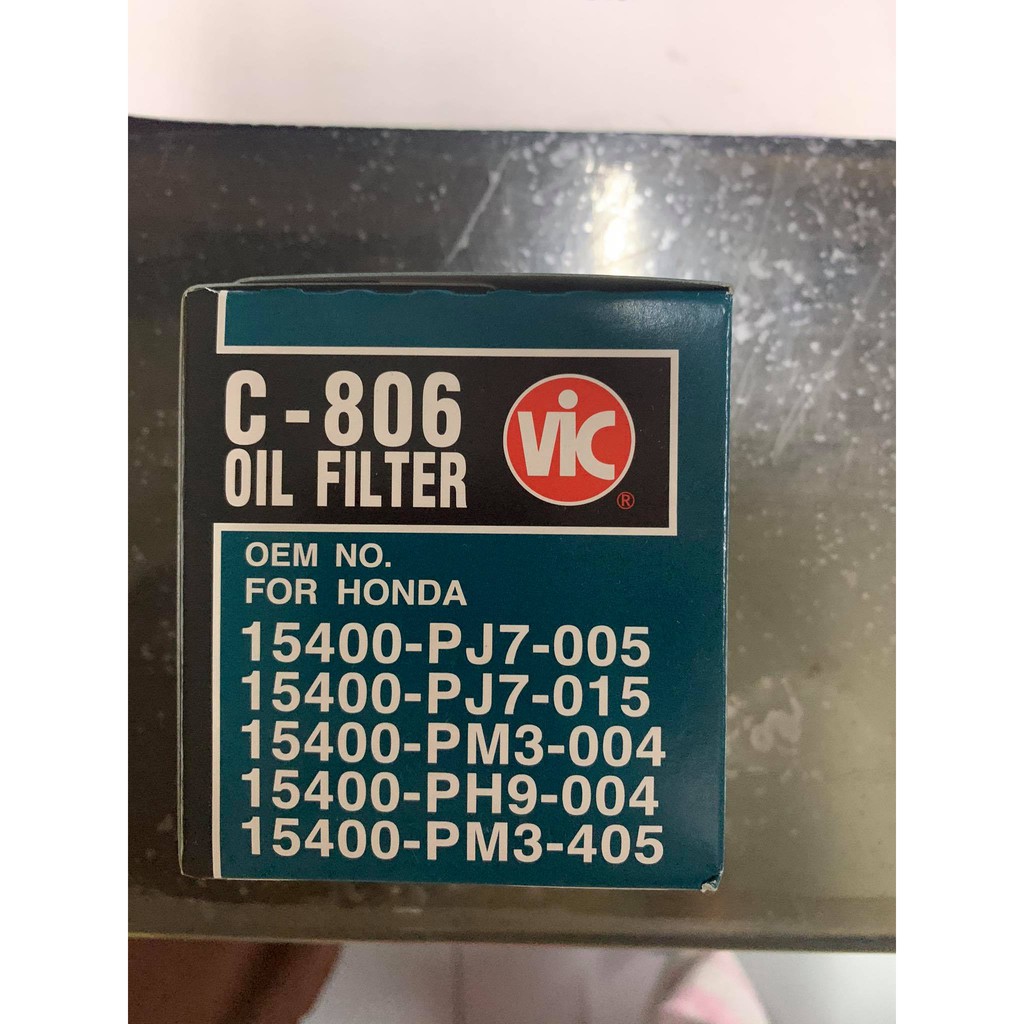 C-806
OIL FILTER
ViC
®
OEM NO.
FOR HONDA
15400-PJ7-005
15400-PJ7-015
15400-PM3-004
15400-PH9-004
15400-PM3-405